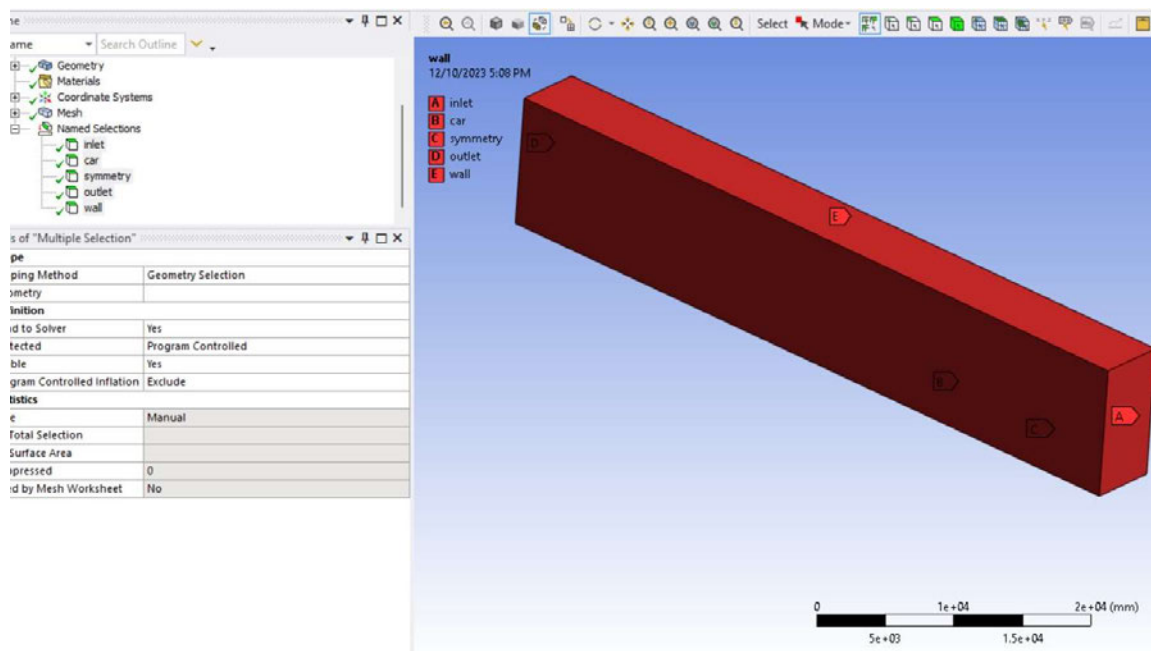 Select Mode
Search Outline
Geometry
Materials
Coordinate Systems
Mesh
Named Selections
inlet
car
symmetry
outlet
wall
s of "Multiple Selection"
pe
ping Method Geometry Selection
ometry
finition
nd to Solver Yes
tected Program Controlled
ble Yes
gram Controlled Inflation Exclude
tistics
e Manual
Total Selection
Surface Area
ppressed 0
ed by Mesh Worksheet No
wall
12/10/2023 5:08 PM
A inlet
B car
C symmetry
D outlet
E wall
D
E
B
A
C
0 1e+04 2e+04 (mm)
5e+03 1.5e+04